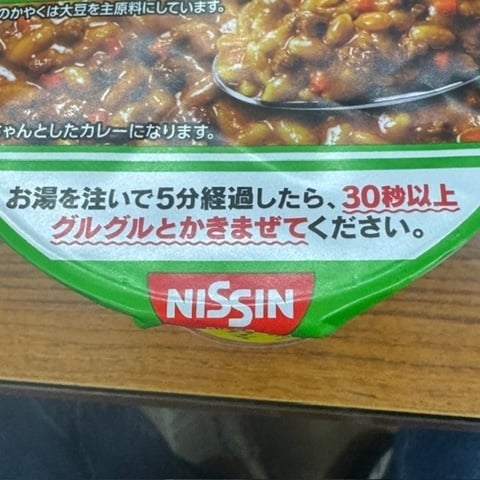 のかやくは大豆を主原料にしています。
ちゃんとしたカレーになります。
お湯を注いで5分経過したら、30秒以上
グルグルとかきまぜてください。
NISSIN